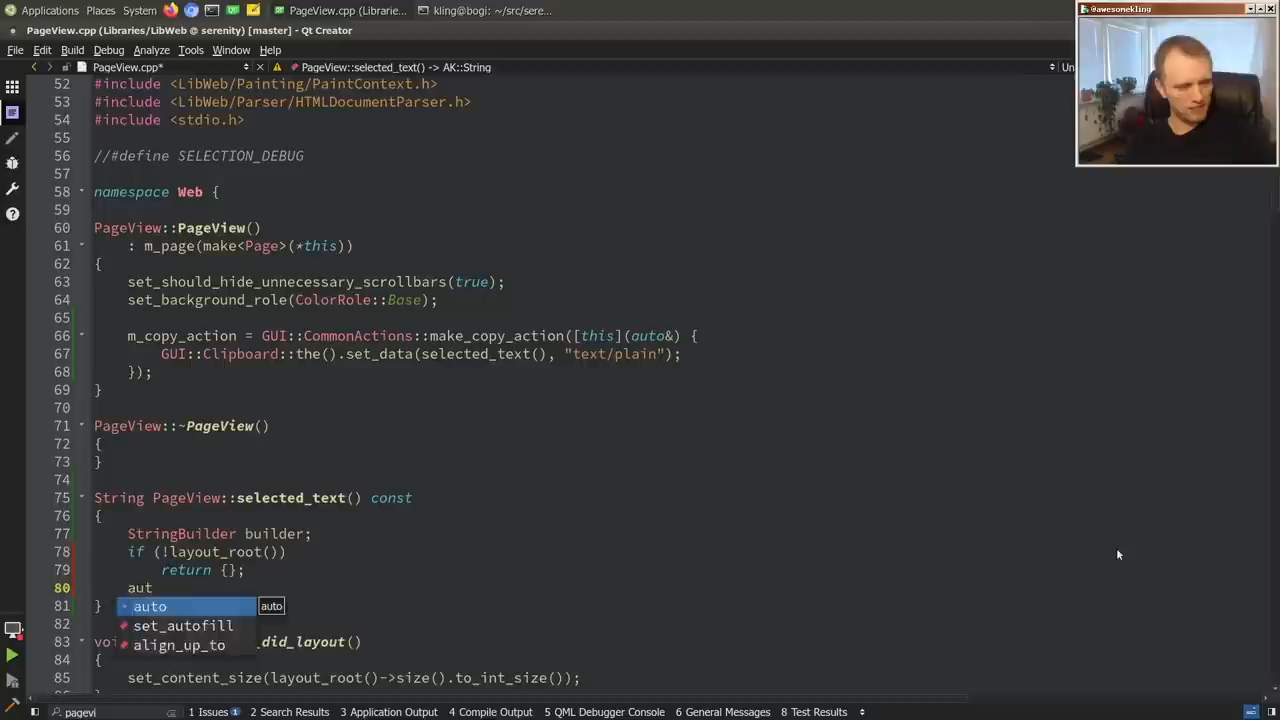 Applications Places System PageView.cpp (Librarie... kling@bogi: ~/src/sere...
@awesomekling
PageView.cpp (Libraries/LibWeb @ serenity) [master] - Qt Creator
File Edit Build Debug Analyze Tools Window Help
PageView.cpp* PageView::selected_text() -> AK::String Un
52 #include <LibWeb/Painting/PaintContext.h>
53 #include <LibWeb/Parser/HTMLDocumentParser.h>
54 #include <stdio.h>
55
56 //#define SELECTION_DEBUG
57
58 namespace Web {
59
60 PageView::PageView()
61 : m_page(make<Page>(*this))
62 {
63 set_should_hide_unnecessary_scrollbars(true);
64 set_background_role(ColorRole::Base);
65
66 m_copy_action = GUI::CommonActions::make_copy_action([this](auto&) {
67 GUI::Clipboard::the().set_data(selected_text(), "text/plain");
68 });
69 }
70
71 PageView::~PageView()
72 {
73 }
74
75 String PageView::selected_text() const
76 {
77 StringBuilder builder;
78 if (!layout_root())
79 return {};
80 aut
81 } auto auto
82 set_autofill
83 voi _did_layout()
align_up_to
84 {
85 set_content_size(layout_root()->size().to_int_size());
86
pagevi 1 Issues 1 2 Search Results 3 Application Output 4 Compile Output 5 QML Debugger Console 6 General Messages 8 Test Results